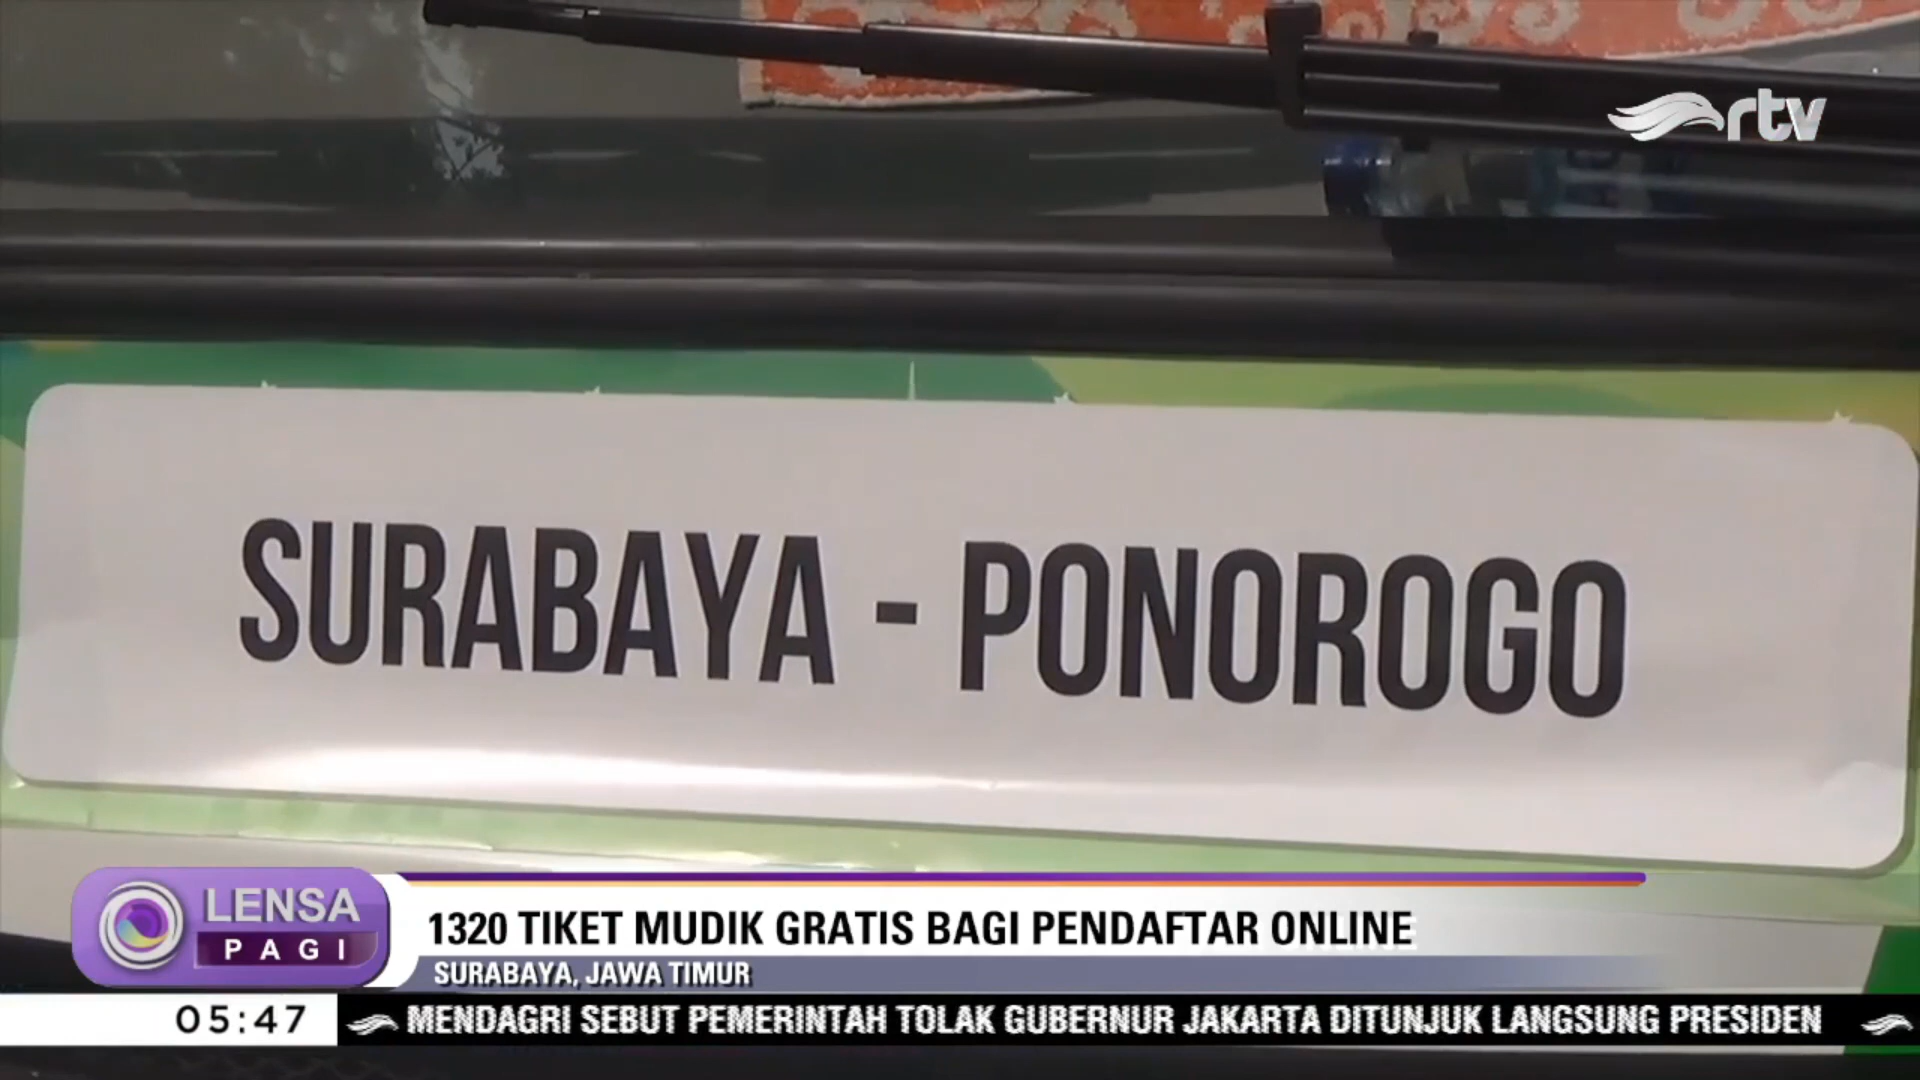 rtv
SURABAYA - PONOROGO
LENSA
PAGI
1320 TIKET MUDIK GRATIS BAGI PENDAFTAR ONLINE
SURABAYA, JAWA TIMUR
05:47
MENDAGRI SEBUT PEMERINTAH TOLAK GUBERNUR JAKARTA DITUNJUK LANGSUNG PRESIDEN